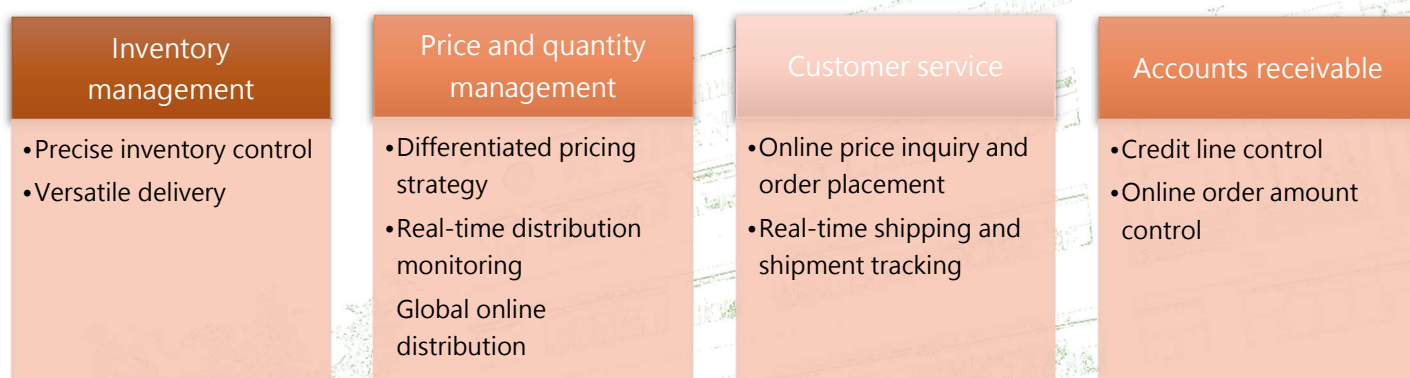 Inventory
management
•Precise inventory control
•Versatile delivery
Price and quantity
management
•Differentiated pricing
strategy
•Real-time distribution
monitoring
Global online
distribution
Customer service
•Online price inquiry and
order placement
•Real-time shipping and
shipment tracking
Accounts receivable
•Credit line control
•Online order amount
control